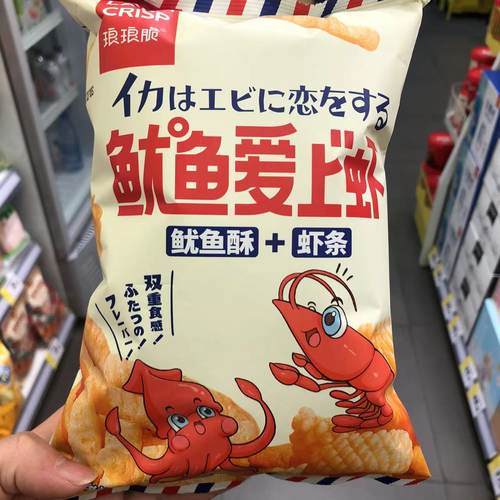 CRISP
琅琅脆
イカはエビに恋をする
鱿鱼爱上虾
鱿鱼酥 + 虾条
双重食感!
ふたつの!
フレーバー!